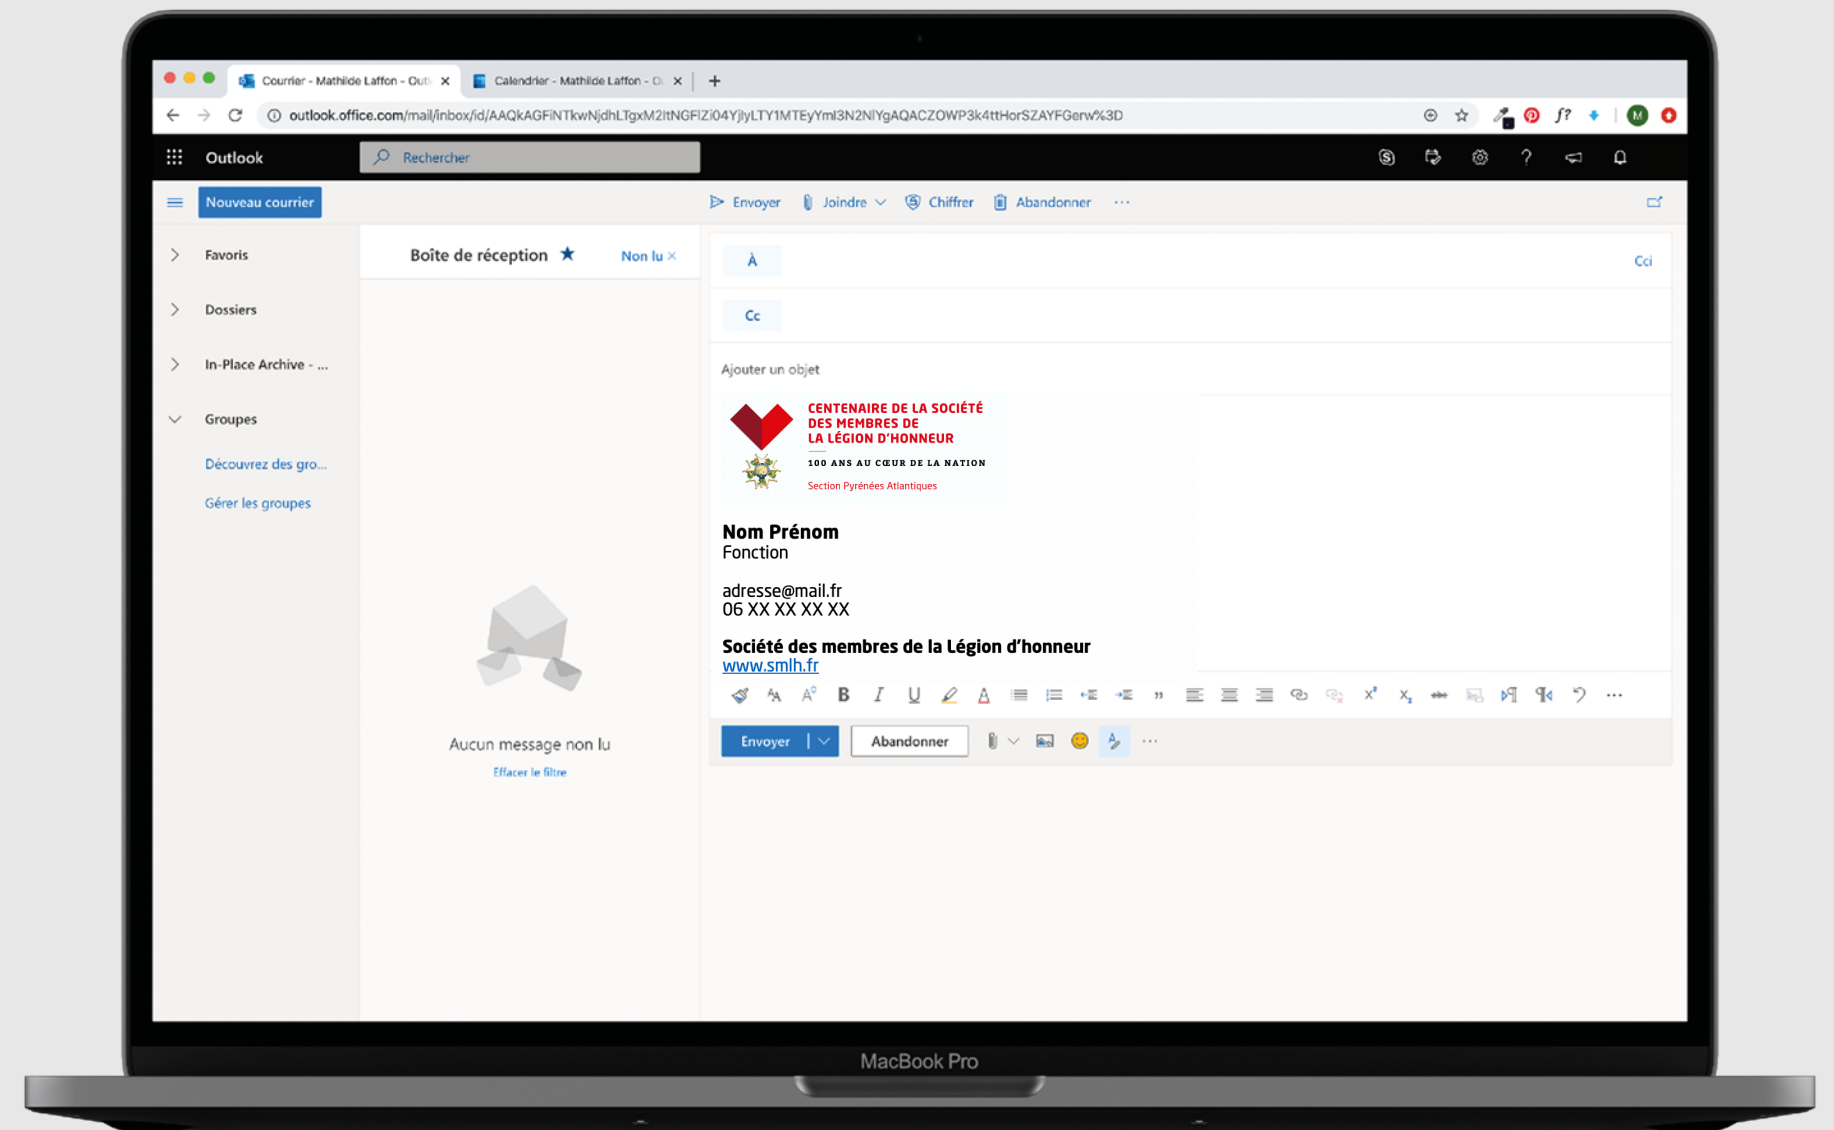 Courrier - Mathilde Laffon - Outl
Calendrier - Mathilde Laffon - O
outlook.office.com/mail/inbox/id/
f?
M
Outlook
Rechercher
Nouveau courrier
Envoyer
Joindre
Chiffrer
Abandonner
Favoris
Boîte de réception
Non lu
À
Cci
Dossiers
Cc
In-Place Archive - ...
Ajouter un objet
Groupes
Découvrez des gro...
Gérer les groupes
CENTENAIRE DE LA SOCIÉTÉ
DES MEMBRES DE
LA LÉGION D'HONNEUR
100 ANS AU CŒUR DE LA NATION
Section Pyrénées Atlantiques
Nom Prénom
Fonction
adresse@mail.fr
06 XX XX XX XX
Société des membres de la Légion d'honneur
www.smlh.fr
Envoyer
Abandonner
Aucun message non lu
Effacer le filtre
MacBook Pro